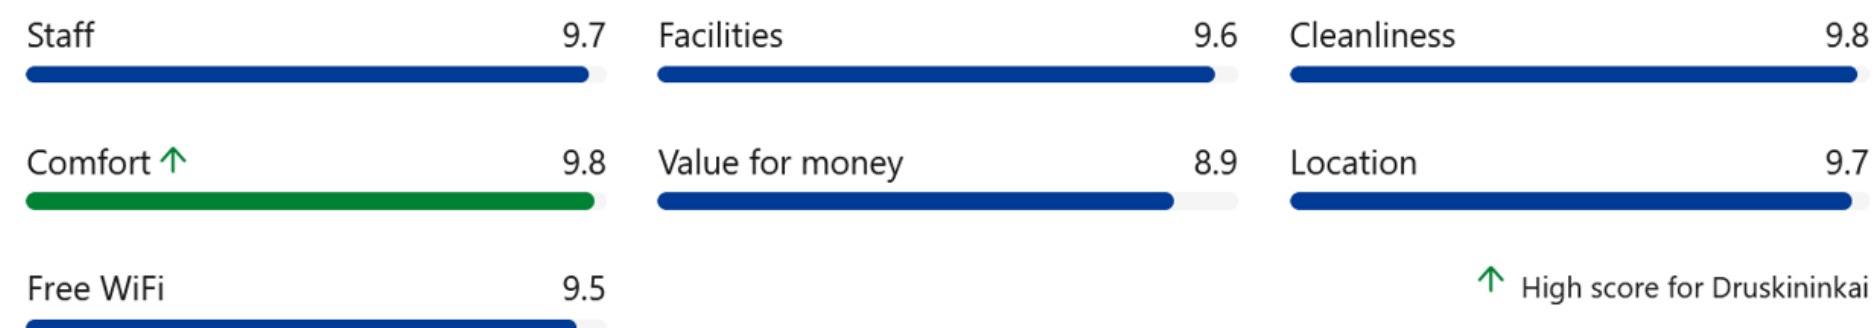 Staff 9.7
Facilities 9.6
Cleanliness 9.8
Comfort ↑ 9.8
Value for money 8.9
Location 9.7
Free WiFi 9.5
↑ High score for Druskininkai